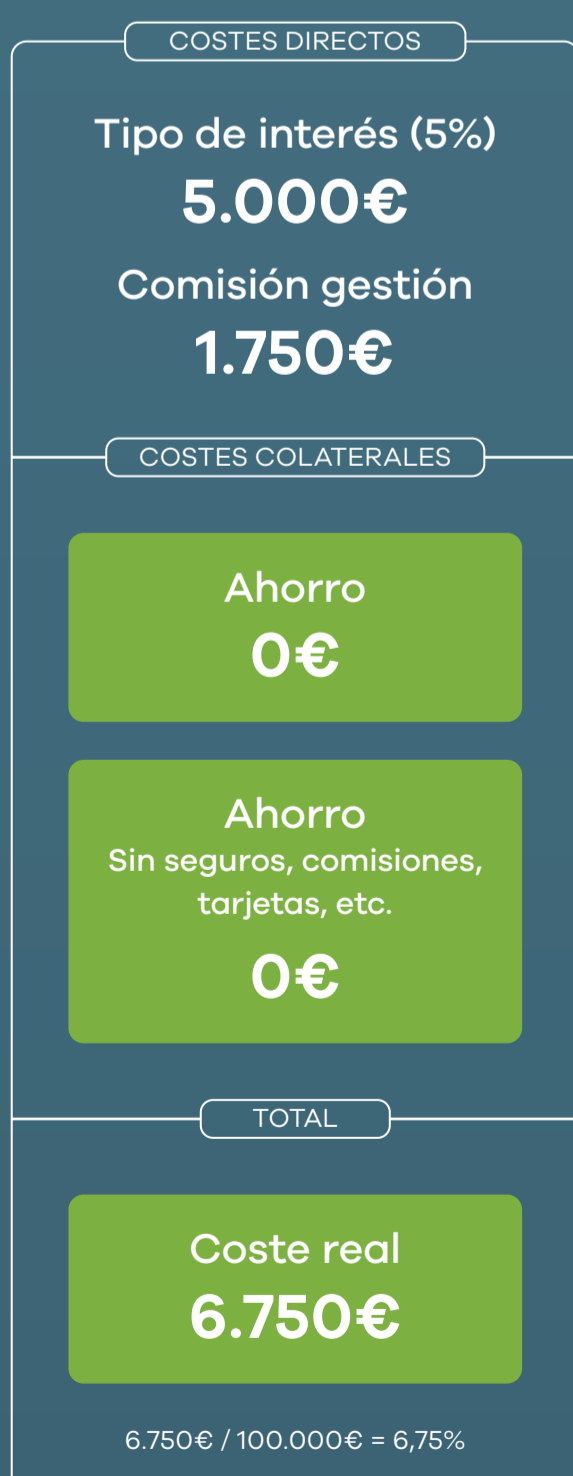 COSTES DIRECTOS
Tipo de interés (5%)
5.000€
Comisión gestión
1.750€
COSTES COLATERALES
Ahorro
0€
Ahorro
Sin seguros, comisiones,
tarjetas, etc.
0€
TOTAL
Coste real
6.750€
6.750€ / 100.000€ = 6,75%